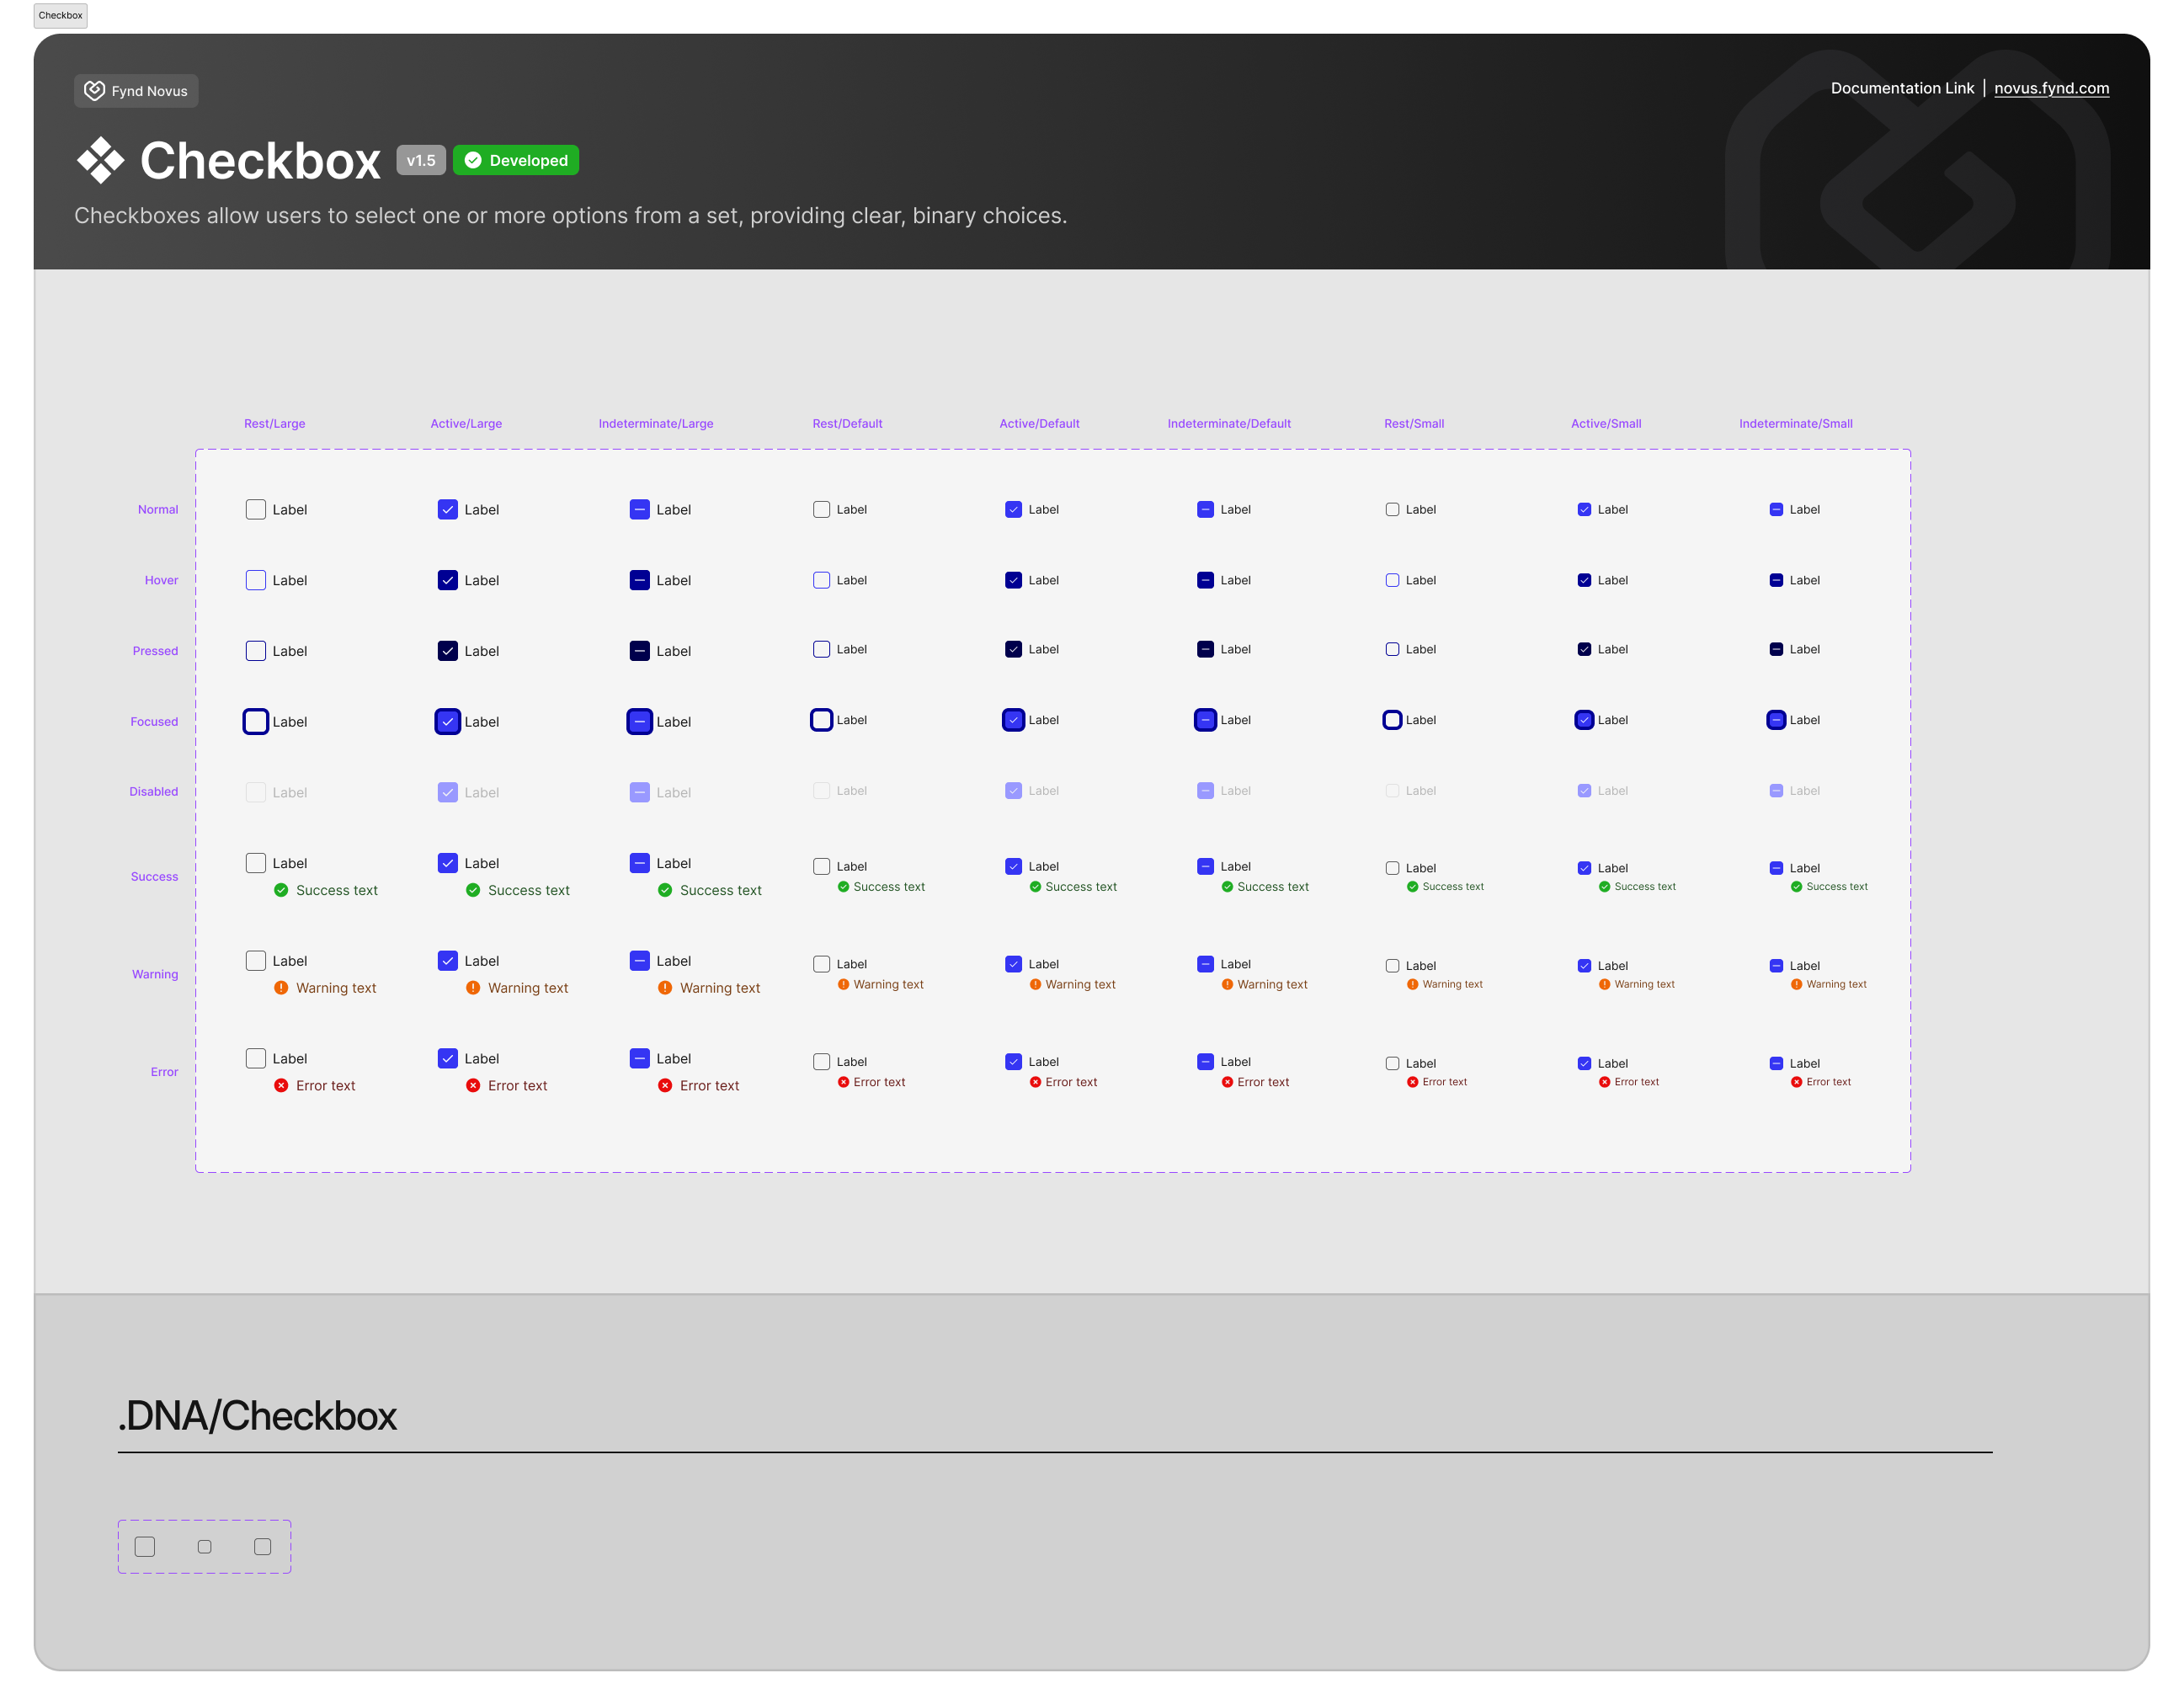 Checkbox
Fynd Novus
Documentation Link | novus.fynd.com
Checkbox v1.5 Developed
Checkboxes allow users to select one or more options from a set, providing clear, binary choices.
Rest/Large Active/Large Indeterminate/Large Rest/Default Active/Default Indeterminate/Default Rest/Small Active/Small Indeterminate/Small
Normal Label Label Label Label Label Label Label Label Label
Hover Label Label Label Label Label Label Label Label Label
Pressed Label Label Label Label Label Label Label Label Label
Focused Label Label Label Label Label Label Label Label Label
Disabled Label Label Label Label Label Label Label Label Label
Label Label Label Label Label Label Label Label Label
Success
Success text Success text Success text Success text Success text Success text Success text Success text Success text
Label Label Label Label Label Label Label Label Label
Warning
Warning text Warning text Warning text Warning text Warning text Warning text Warning text Warning text Warning text
Label Label Label Label Label Label Label Label Label
Error
Error text Error text Error text Error text Error text Error text Error text Error text Error text
.DNA/Checkbox